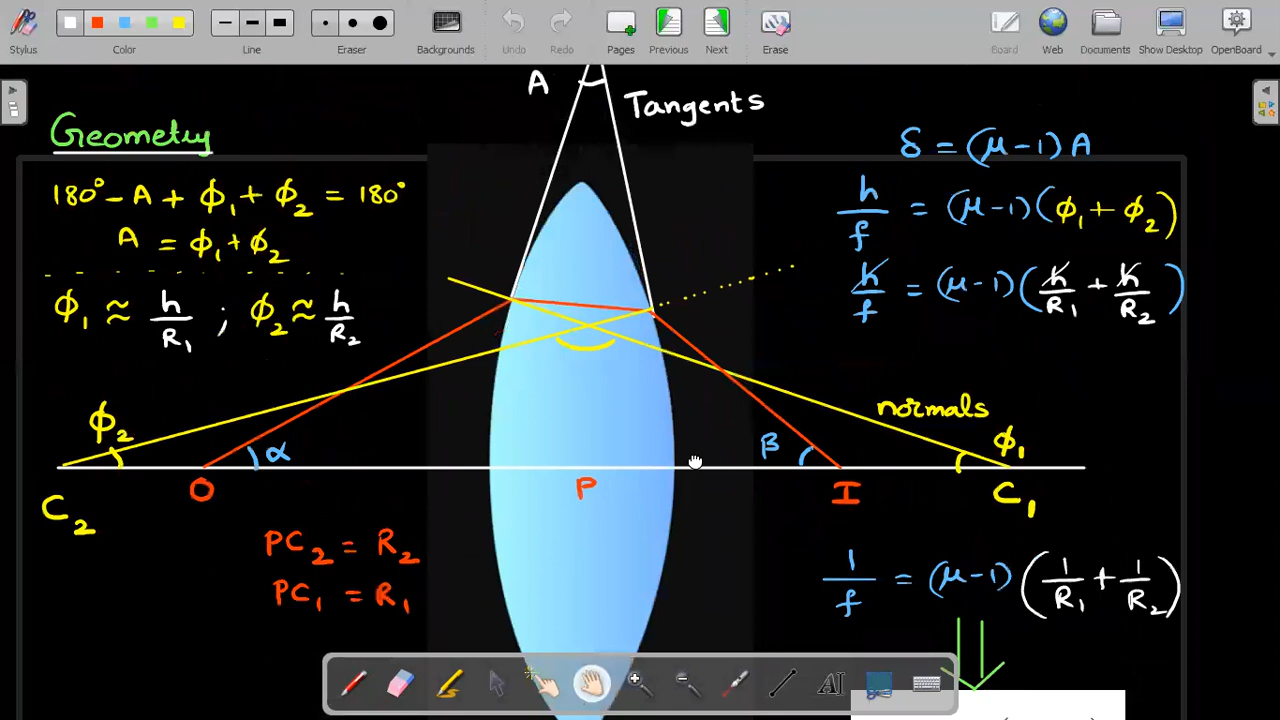 Stylus
Color
Line
Eraser
Backgrounds
Undo
Redo
Pages
Previous
Next
Erase
Board
Web
Documents
Show Desktop
OpenBoard
A
Tangents
Geometry
180° - A + ϕ₁ + ϕ₂ = 180°
A = ϕ₁ + ϕ₂
ϕ₁ ≈ h/R₁ ; ϕ₂ ≈ h/R₂
δ = (μ-1) A
h/f = (μ-1)(ϕ₁ + ϕ₂)
h/f = (μ-1)(h/R₁ + h/R₂)
normals
ϕ₂
α
β
ϕ₁
C₂
O
P
I
C₁
PC₂ = R₂
PC₁ = R₁
1/f = (μ-1)(1/R₁ + 1/R₂)
AI